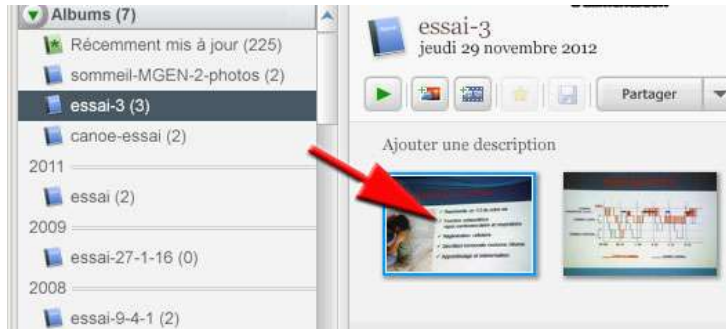 Albums (7)
Récemment mis à jour (225)
sommeil-MGEN-2-photos (2)
essai-3 (3)
canoe-essai (2)
2011
essai (2)
2009
essai-27-1-16 (0)
2008
essai-9-4-1 (2)
essai-3
jeudi 29 novembre 2012
Partager
Ajouter une description